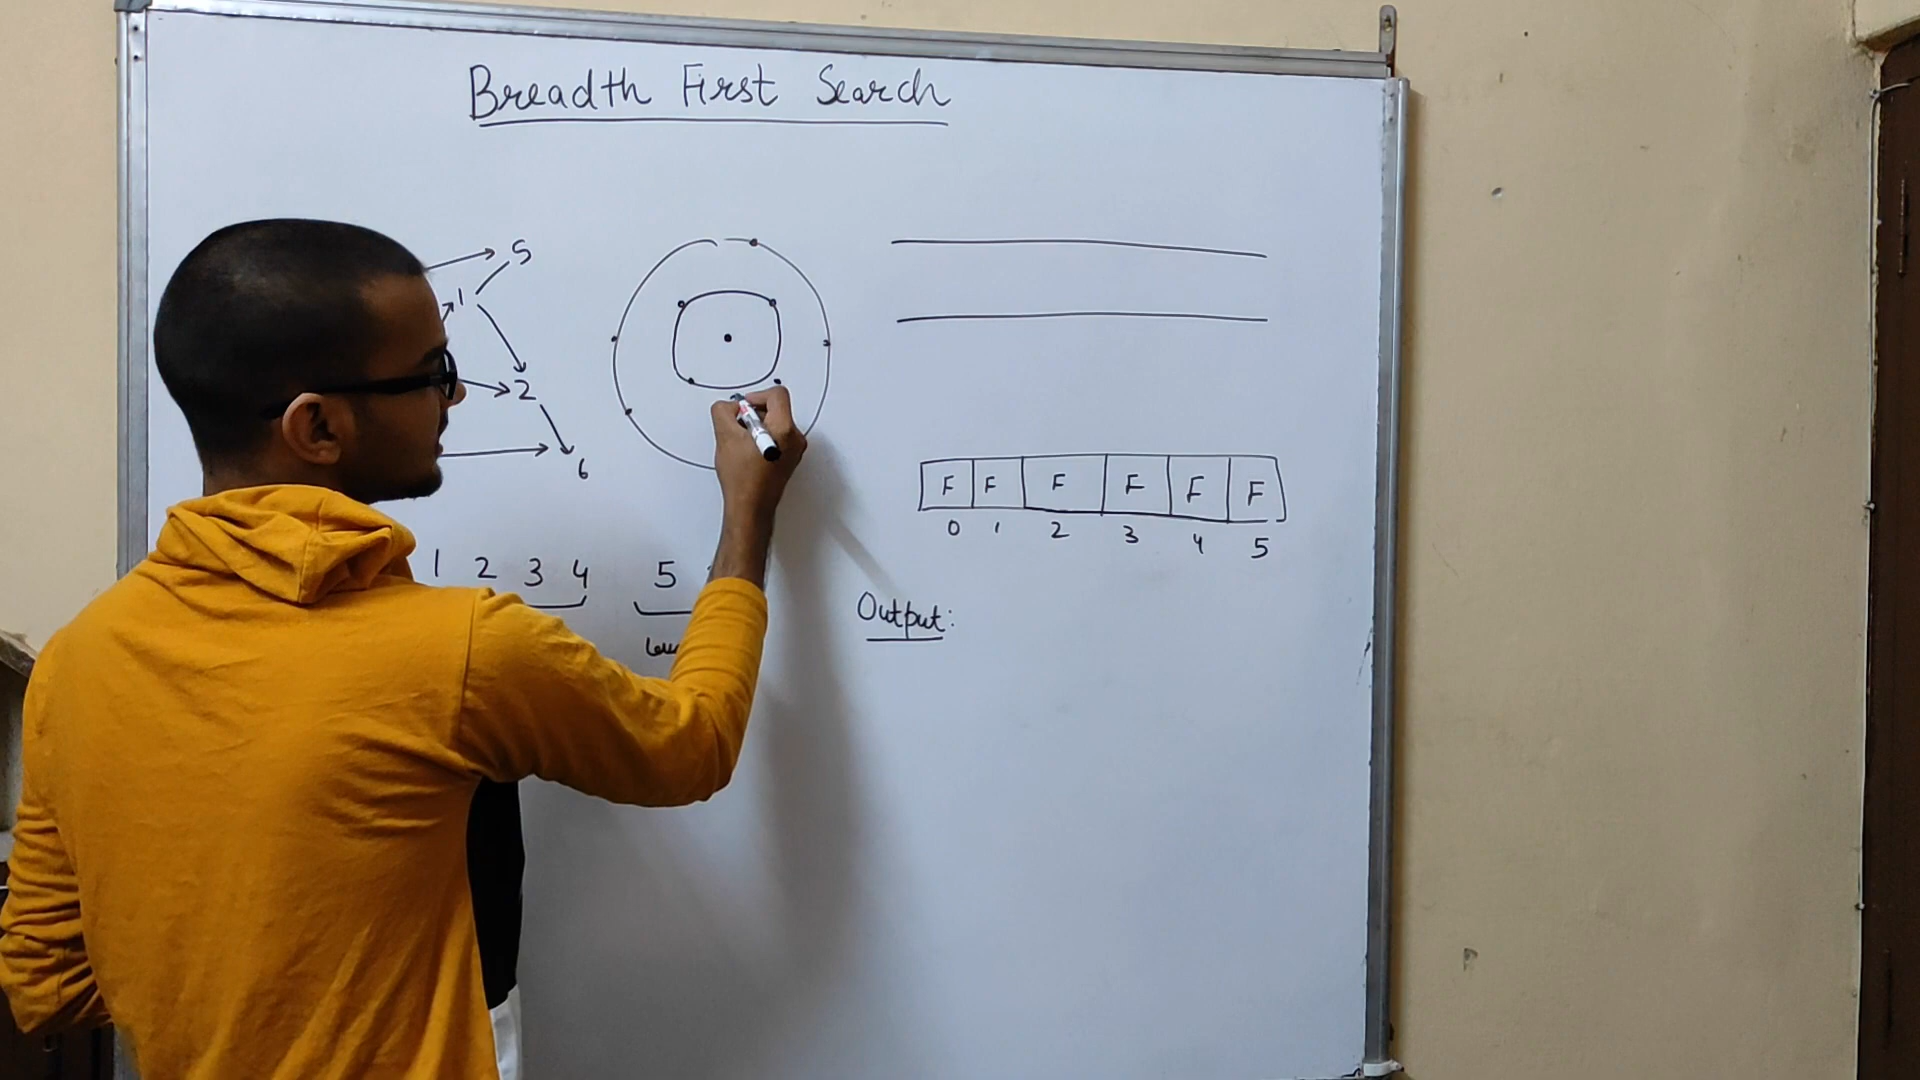 Breadth First Search
5
1
2
6
F F F F F F
0 1 2 3 4 5
1 2 3 4 5
Output: